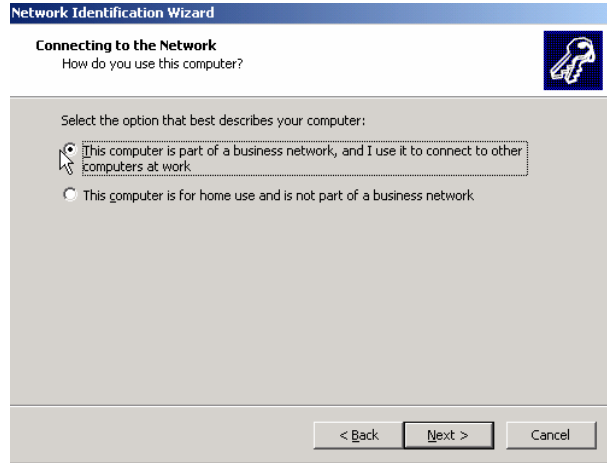 Network Identification Wizard
Connecting to the Network
How do you use this computer?
Select the option that best describes your computer:
This computer is part of a business network, and I use it to connect to other
computers at work
This computer is for home use and is not part of a business network
< Back Next > Cancel